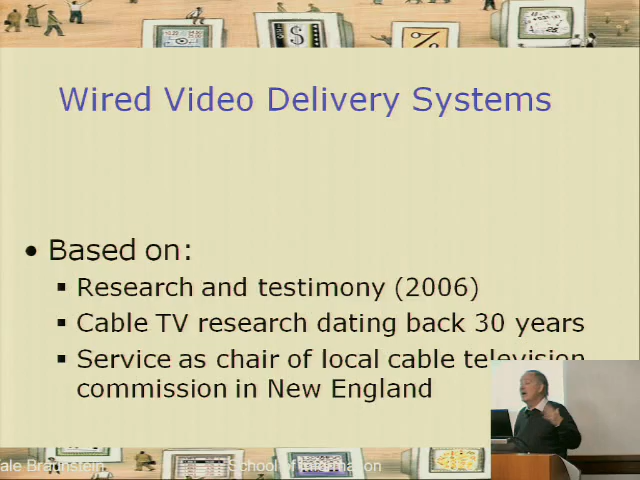 Wired Video Delivery Systems
• Based on:
▪ Research and testimony (2006)
▪ Cable TV research dating back 30 years
▪ Service as chair of local cable television
commission in New England
Yale Braunstein School of Information